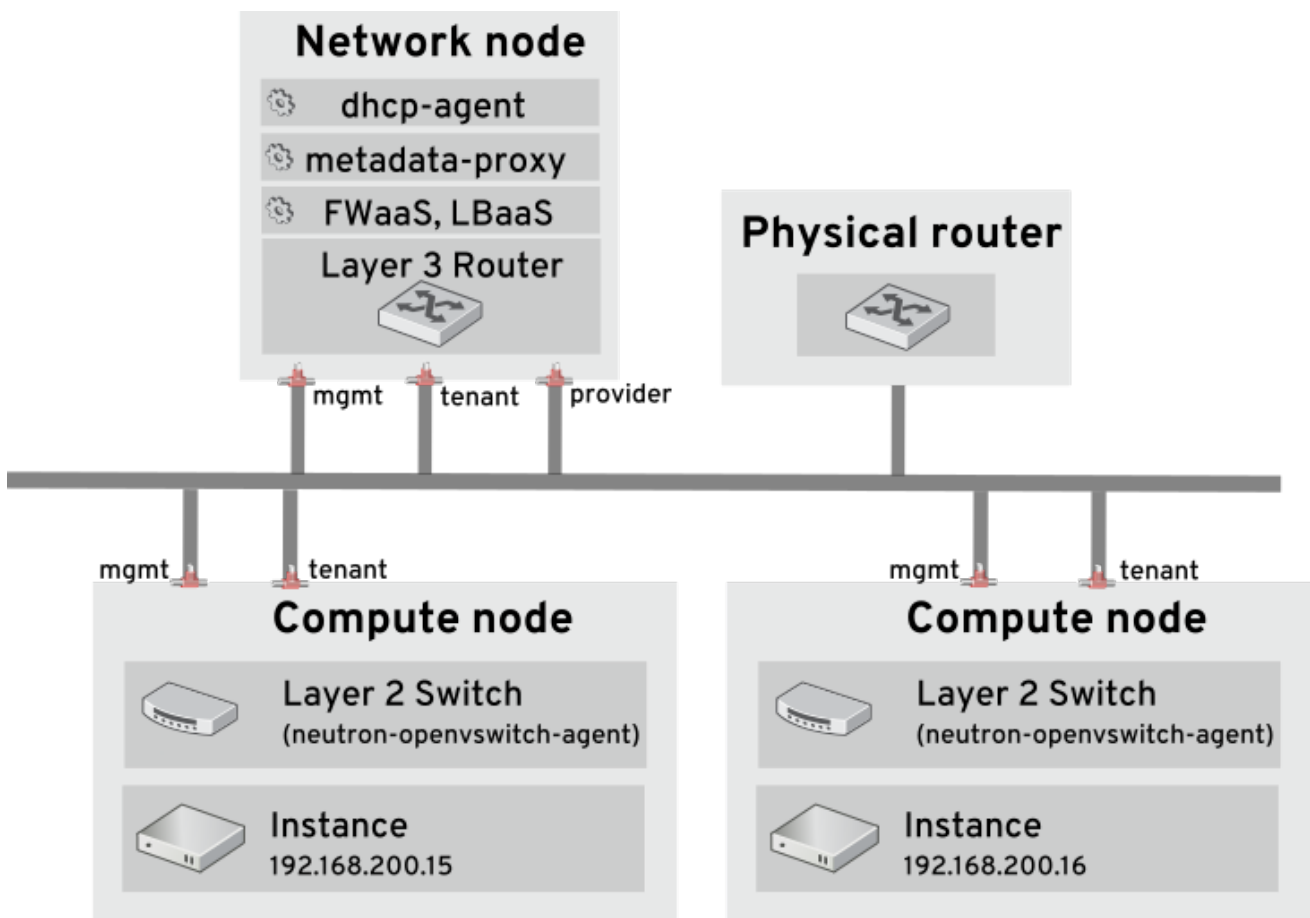 Network node
dhcp-agent
metadata-proxy
FWaaS, LBaaS
Layer 3 Router
Physical router
mgmt
tenant
provider
mgmt
tenant
mgmt
tenant
Compute node
Layer 2 Switch
(neutron-openvswitch-agent)
Instance
192.168.200.15
Compute node
Layer 2 Switch
(neutron-openvswitch-agent)
Instance
192.168.200.16